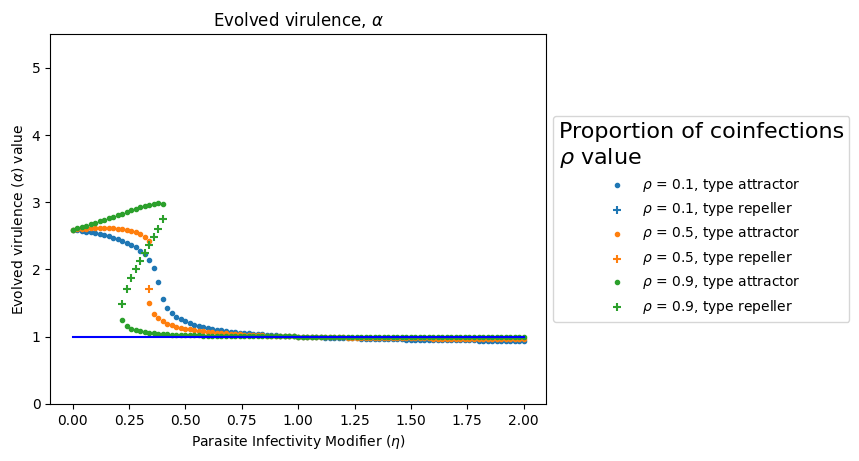 Evolved virulence, α
Evolved virulence (α) value
5
4
3
2
1
0
0.00 0.25 0.50 0.75 1.00 1.25 1.50 1.75 2.00
Parasite Infectivity Modifier (η)
Proportion of coinfections
ρ value
ρ = 0.1, type attractor
ρ = 0.1, type repeller
ρ = 0.5, type attractor
ρ = 0.5, type repeller
ρ = 0.9, type attractor
ρ = 0.9, type repeller